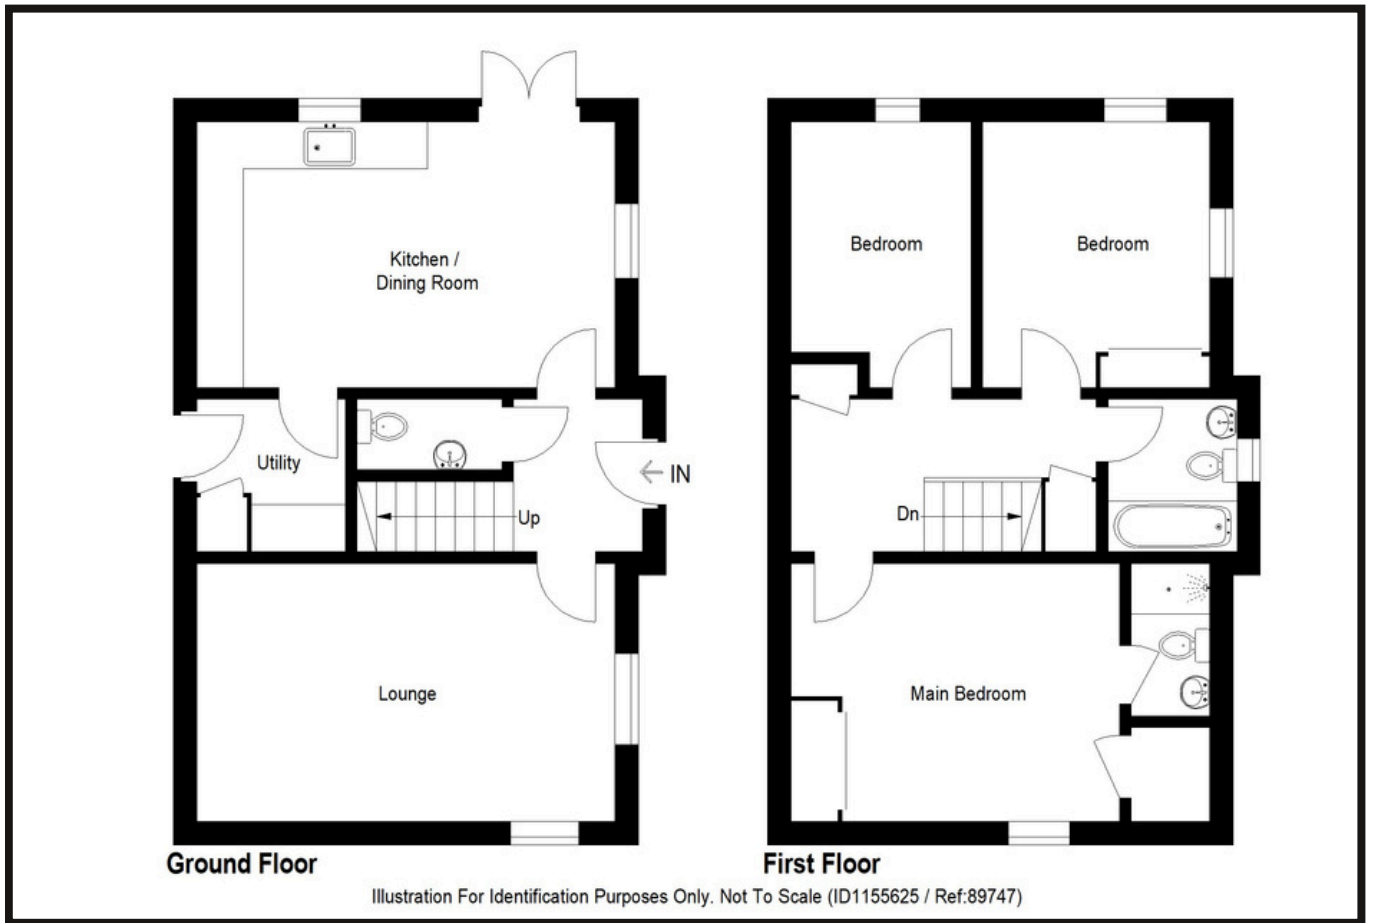 Kitchen /
Dining Room
Utility
IN
Up
Lounge
Ground Floor
Bedroom
Bedroom
Dn
Main Bedroom
First Floor
Illustration For Identification Purposes Only. Not To Scale (ID1155625 / Ref:89747)